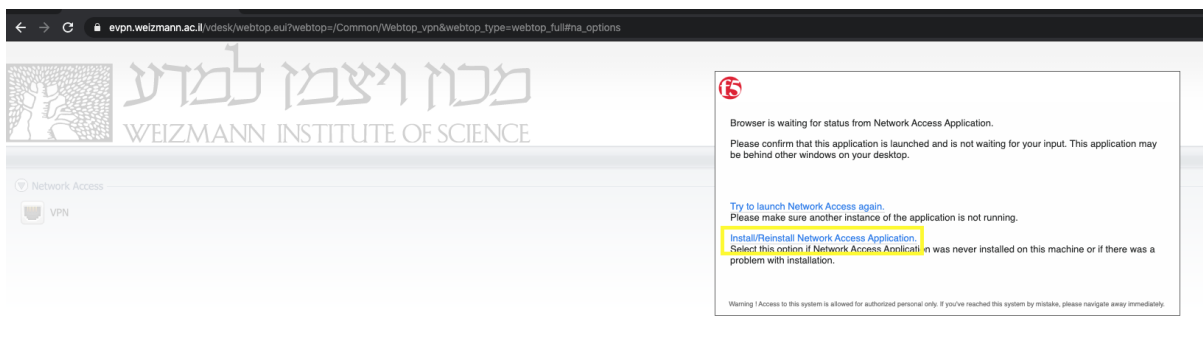 evpn.weizmann.ac.il/vdesk/webtop.eui?webtop=/Common/Webtop_vpn&webtop_type=webtop_full#na_options
מכון ויצמן למדע
WEIZMANN INSTITUTE OF SCIENCE
Network Access
VPN
f5
Browser is waiting for status from Network Access Application.
Please confirm that this application is launched and is not waiting for your input. This application may
be behind other windows on your desktop.
Try to launch Network Access again.
Please make sure another instance of the application is not running.
Install/Reinstall Network Access Application.
Select this option if Network Access Application was never installed on this machine or if there was a
problem with installation.
Warning ! Access to this system is allowed for authorized personal only. If you've reached this system by mistake, please navigate away immediately.